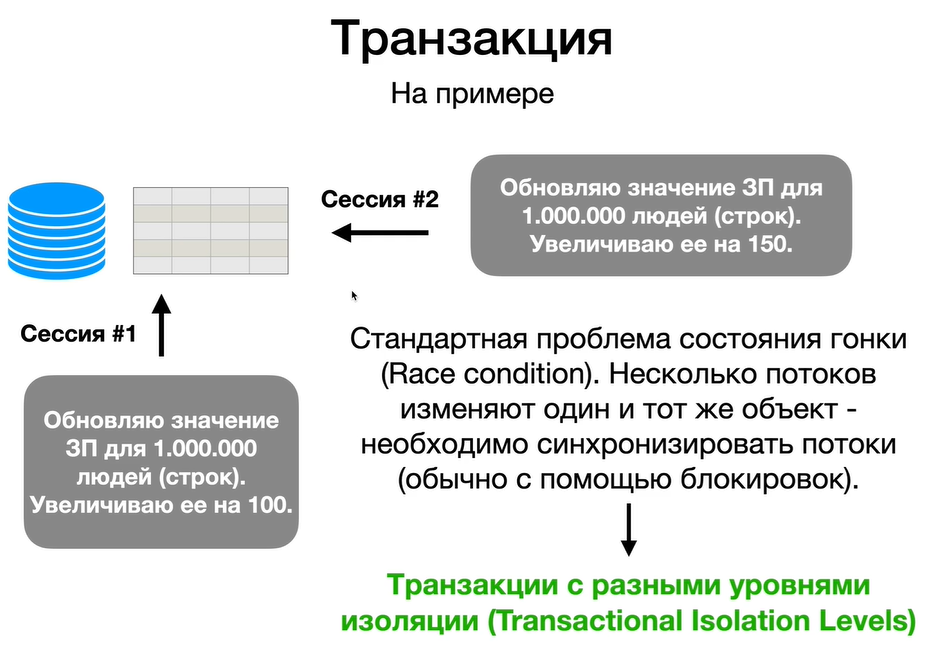 Транзакция
На примере
Сессия #2
Обновляю значение ЗП для
1.000.000 людей (строк).
Увеличиваю ее на 150.
Сессия #1
Обновляю значение
ЗП для 1.000.000
людей (строк).
Увеличиваю ее на 100.
Стандартная проблема состояния гонки
(Race condition). Несколько потоков
изменяют один и тот же объект -
необходимо синхронизировать потоки
(обычно с помощью блокировок).
Транзакции с разными уровнями
изоляции (Transactional Isolation Levels)